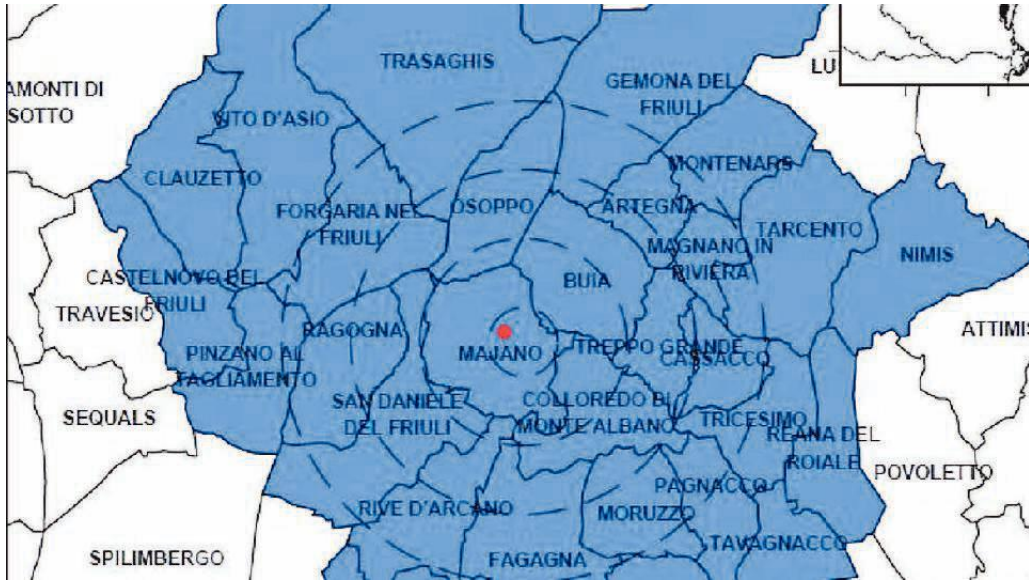 TRASAGHIS
GEMONA DEL
FRIULI
LU
AMONTI DI
SOTTO
VITO D'ASIO
MONTENARS
CLAUZETTO
FORGARIA NEL
FRIULI
OSOPPO
ARTEGNA
TARCENTO
MAGNANO IN
RIVIERA
NIMIS
BUIA
CASTELNOVO DEL
FRIULI
TRAVESIO
RAGOGNA
ATTIMIS
MAJANO
TREPPO GRANDE
CASSACCO
PINZANO AL
TAGLIAMENTO
SEQUALS
SAN DANIELE
DEL FRIULI
COLLOREDO DI
MONTE ALBANO
TRICESIMO
REANA DEL
ROIALE
POVOLETTO
RIVE D'ARCANO
PAGNACCO
MORUZZO
SPILIMBERGO
FAGAGNA
TAVAGNACCO